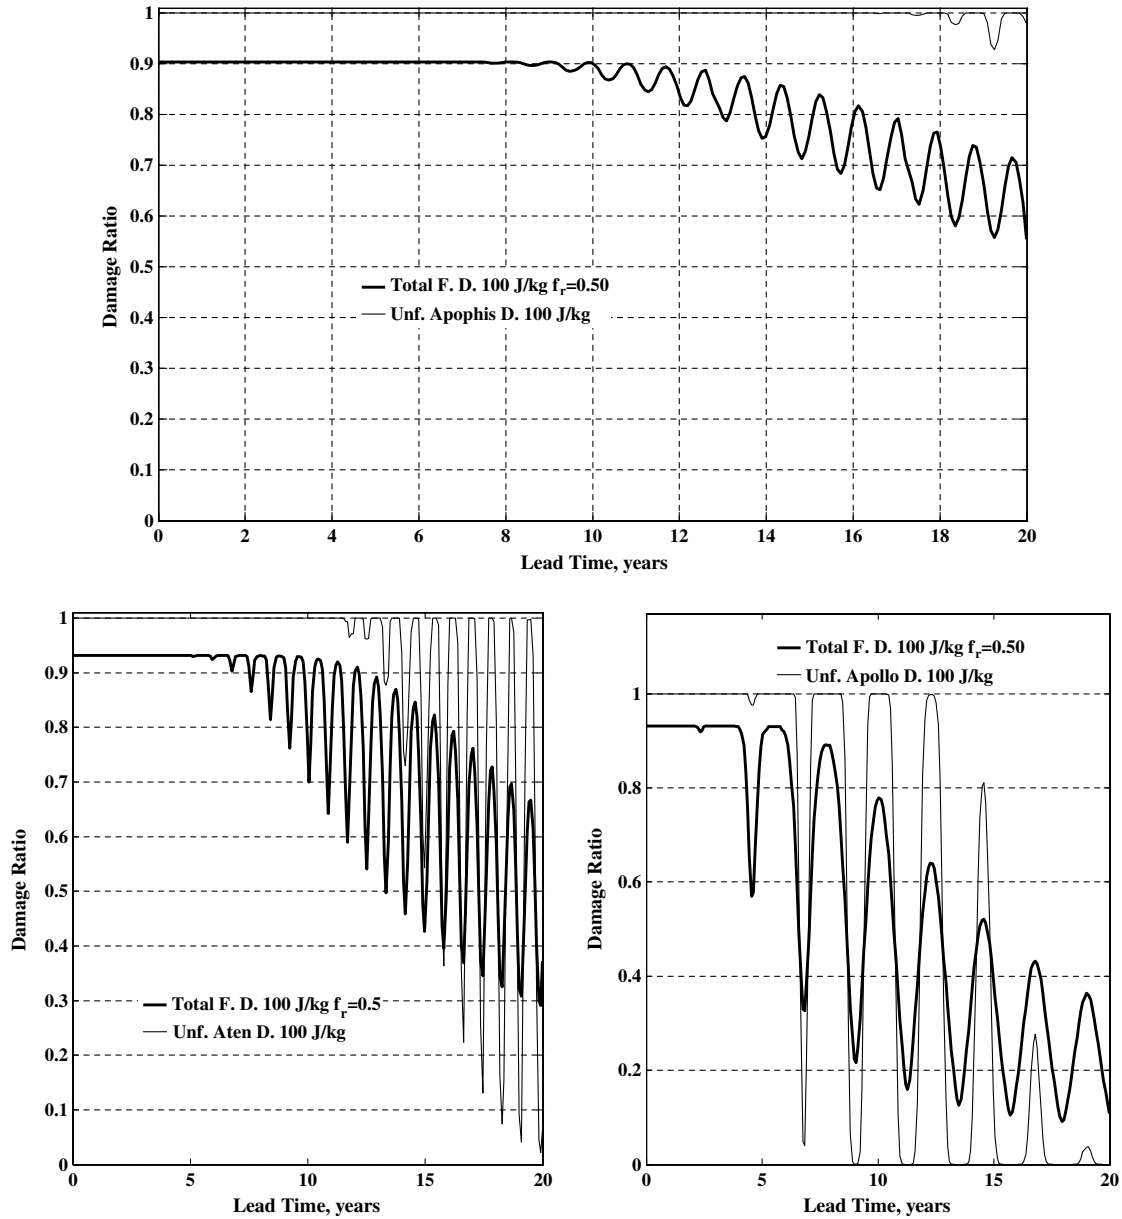 1
0.9
0.8
0.7
0.6
0.5
0.4
0.3
0.2
0.1
0
Damage Ratio
Total F. D. 100 J/kg f_r=0.50
Unf. Apophis D. 100 J/kg
0 2 4 6 8 10 12 14 16 18 20
Lead Time, years
1
0.9
0.8
0.7
0.6
0.5
0.4
0.3
0.2
0.1
0
Damage Ratio
Total F. D. 100 J/kg f_r=0.5
Unf. Aten D. 100 J/kg
0 5 10 15 20
Lead Time, years
Total F. D. 100 J/kg f_r=0.50
Unf. Apollo D. 100 J/kg
1
0.8
0.6
0.4
0.2
0
Damage Ratio
0 5 10 15 20
Lead Time, years